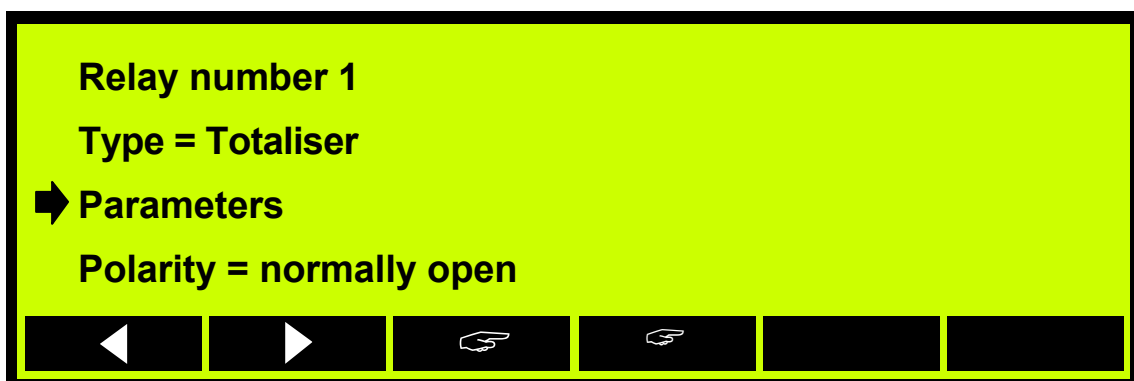 Relay number 1
Type = Totaliser
Parameters
Polarity = normally open